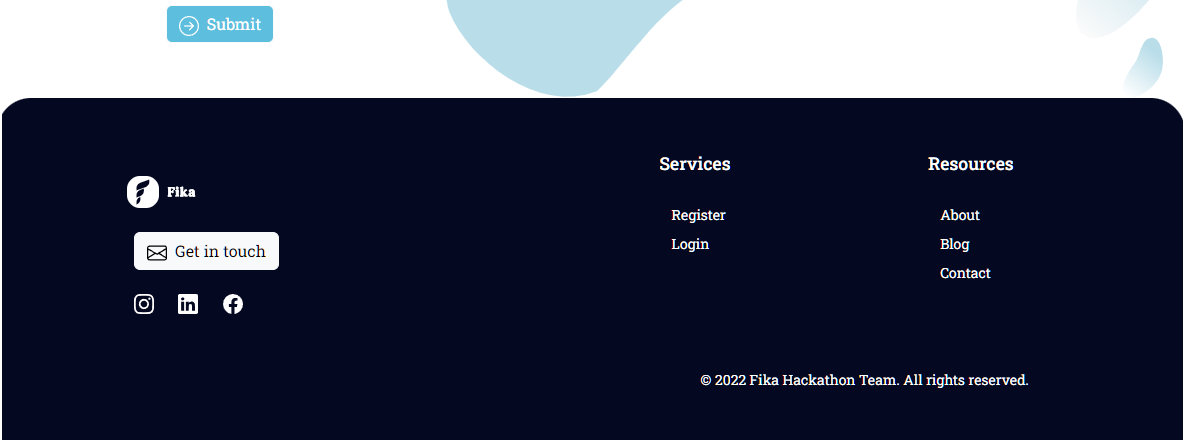 Submit
Fika
Get in touch
Services
Register
Login
Resources
About
Blog
Contact
© 2022 Fika Hackathon Team. All rights reserved.